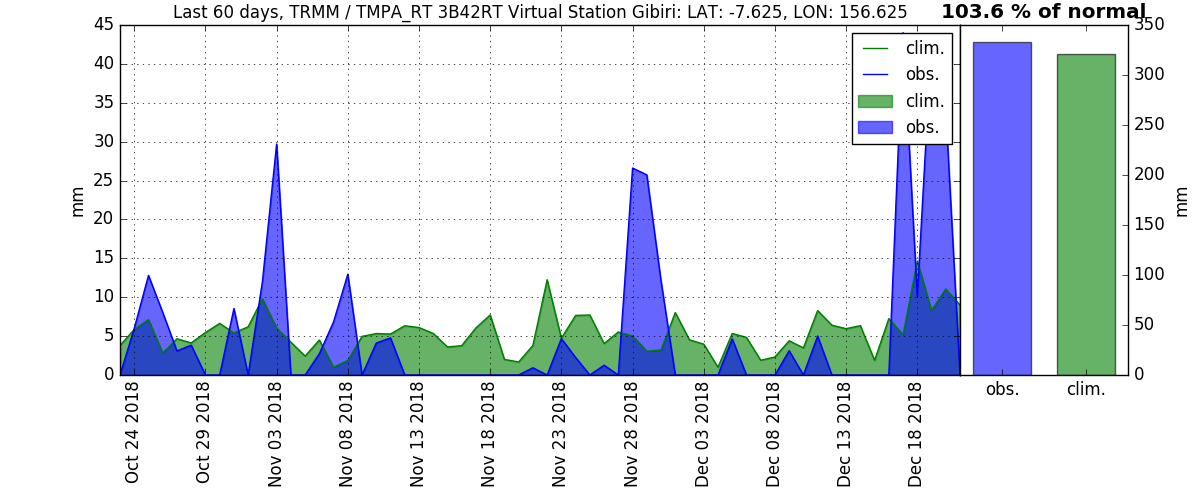 Last 60 days, TRMM / TMPA_RT 3B42RT Virtual Station Gibiri: LAT: -7.625, LON: 156.625
103.6 % of normal
45
40
35
30
25
20
15
10
5
0
mm
clim.
obs.
clim.
obs.
350
300
250
200
150
100
50
0
mm
obs.
clim.
Oct 24 2018
Oct 29 2018
Nov 03 2018
Nov 08 2018
Nov 13 2018
Nov 18 2018
Nov 23 2018
Nov 28 2018
Dec 03 2018
Dec 08 2018
Dec 13 2018
Dec 18 2018